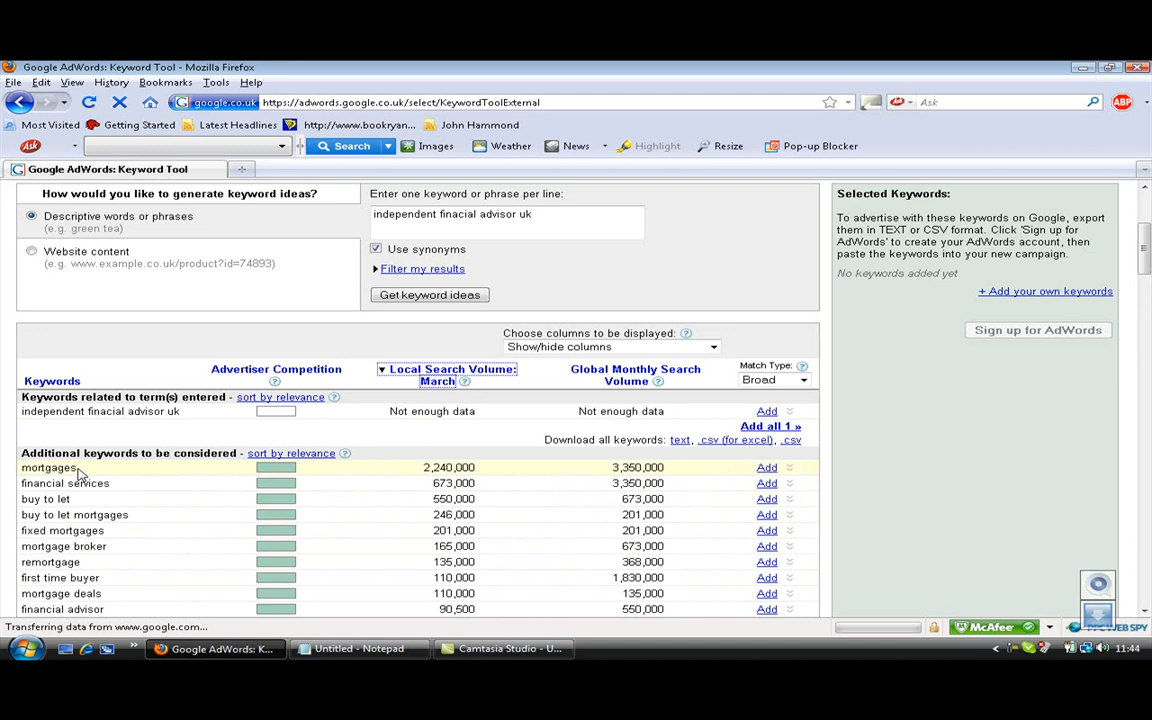 Google AdWords: Keyword Tool - Mozilla Firefox
File Edit View History Bookmarks Tools Help
google.co.uk https://adwords.google.co.uk/select/KeywordToolExternal Ask ABP
Most Visited Getting Started Latest Headlines http://www.bookryan,... John Hammond
Ask Search Images Weather News Highlight Resize Pop-up Blocker
Google AdWords: Keyword Tool
How would you like to generate keyword ideas?
Descriptive words or phrases
(e.g. green tea)
Website content
(e.g. www.example.co.uk/product?id=74893)
Enter one keyword or phrase per line:
independent finacial advisor uk
Use synonyms
Filter my results
Get keyword ideas
Selected Keywords:
To advertise with these keywords on Google, export
them in TEXT or CSV format. Click 'Sign up for
AdWords' to create your AdWords account, then
paste the keywords into your new campaign.
No keywords added yet
+ Add your own keywords
Sign up for AdWords
Choose columns to be displayed: ?
Show/hide columns
Keywords
Advertiser Competition ?
Local Search Volume: March ?
Global Monthly Search Volume ?
Match Type: ?
Broad
Keywords related to term(s) entered - sort by relevance ?
independent finacial advisor uk Not enough data Not enough data Add
Add all 1 »
Download all keywords: text, .csv (for excel), .csv
Additional keywords to be considered - sort by relevance ?
mortgages 2,240,000 3,350,000 Add
financial services 673,000 3,350,000 Add
buy to let 550,000 673,000 Add
buy to let mortgages 246,000 201,000 Add
fixed mortgages 201,000 201,000 Add
mortgage broker 165,000 673,000 Add
remortgage 135,000 368,000 Add
first time buyer 110,000 1,830,000 Add
mortgage deals 110,000 135,000 Add
financial advisor 90,500 550,000 Add
Transferring data from www.google.com... McAfee PPC WEB SPY
Google AdWords: K... Untitled - Notepad Camtasia Studio - U... 11:44